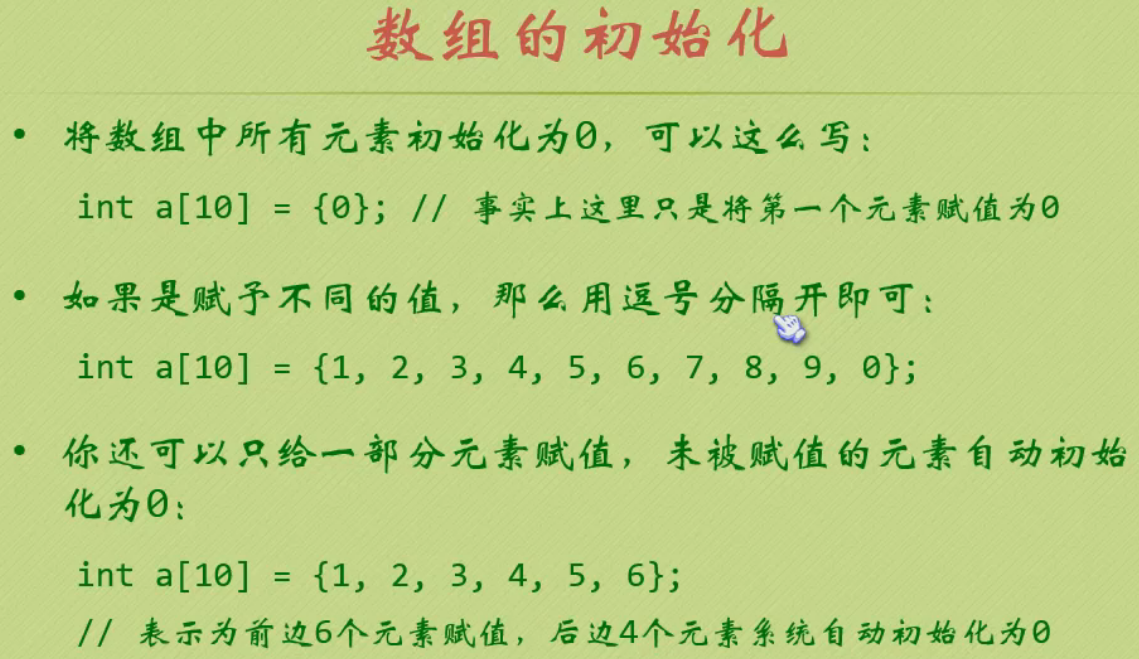 数组的初始化
• 将数组中所有元素初始化为0，可以这么写：
int a[10] = {0}; // 事实上这里只是将第一个元素赋值为0
• 如果是赋予不同的值，那么用逗号分隔开即可：
int a[10] = {1, 2, 3, 4, 5, 6, 7, 8, 9, 0};
• 你还可以只给一部分元素赋值，未被赋值的元素自动初始
化为0：
int a[10] = {1, 2, 3, 4, 5, 6};
// 表示为前边6个元素赋值，后边4个元素系统自动初始化为0